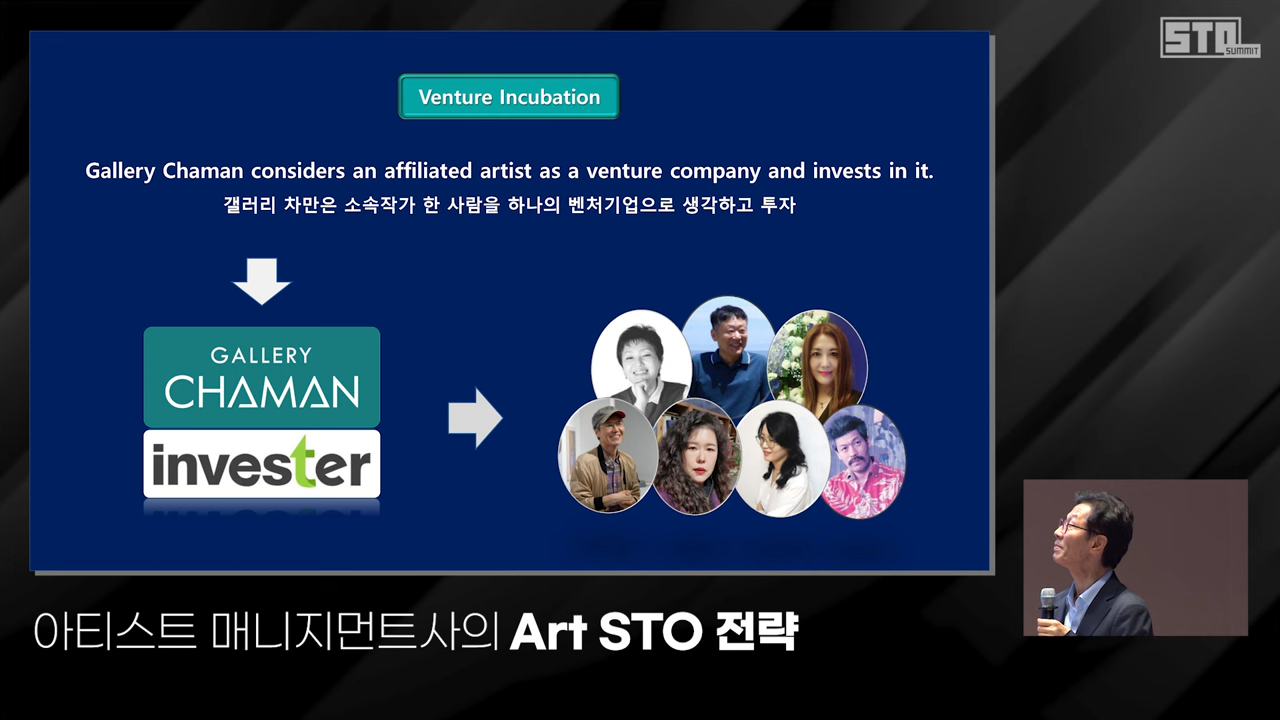 STO
SUMMIT
Venture Incubation
Gallery Chaman considers an affiliated artist as a venture company and invests in it.
갤러리 차만은 소속작가 한 사람을 하나의 벤처기업으로 생각하고 투자
GALLERY
CHAMAN
invester
아티스트 매니지먼트사의 Art STO 전략